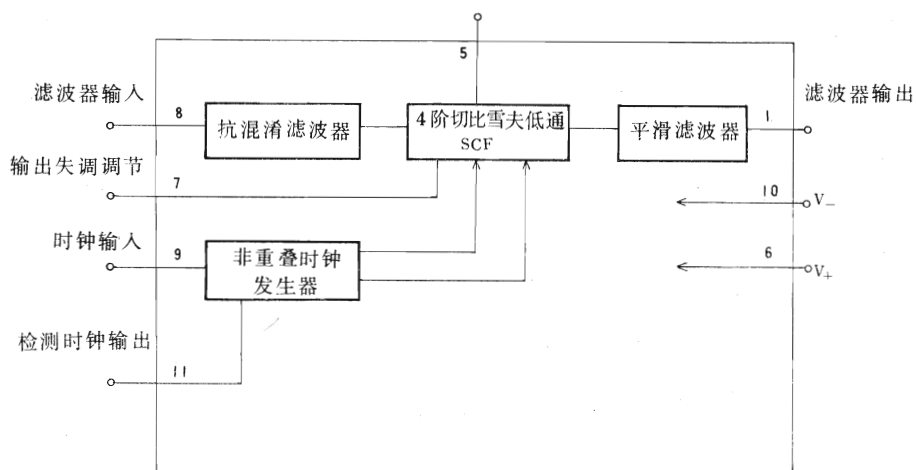 5
滤波器输入
8
抗混淆滤波器
4阶切比雪夫低通
SCF
平滑滤波器
1
滤波器输出
输出失调调节
7
10
V−
时钟输入
9
非重叠时钟
发生器
6
V+
检测时钟输出
11